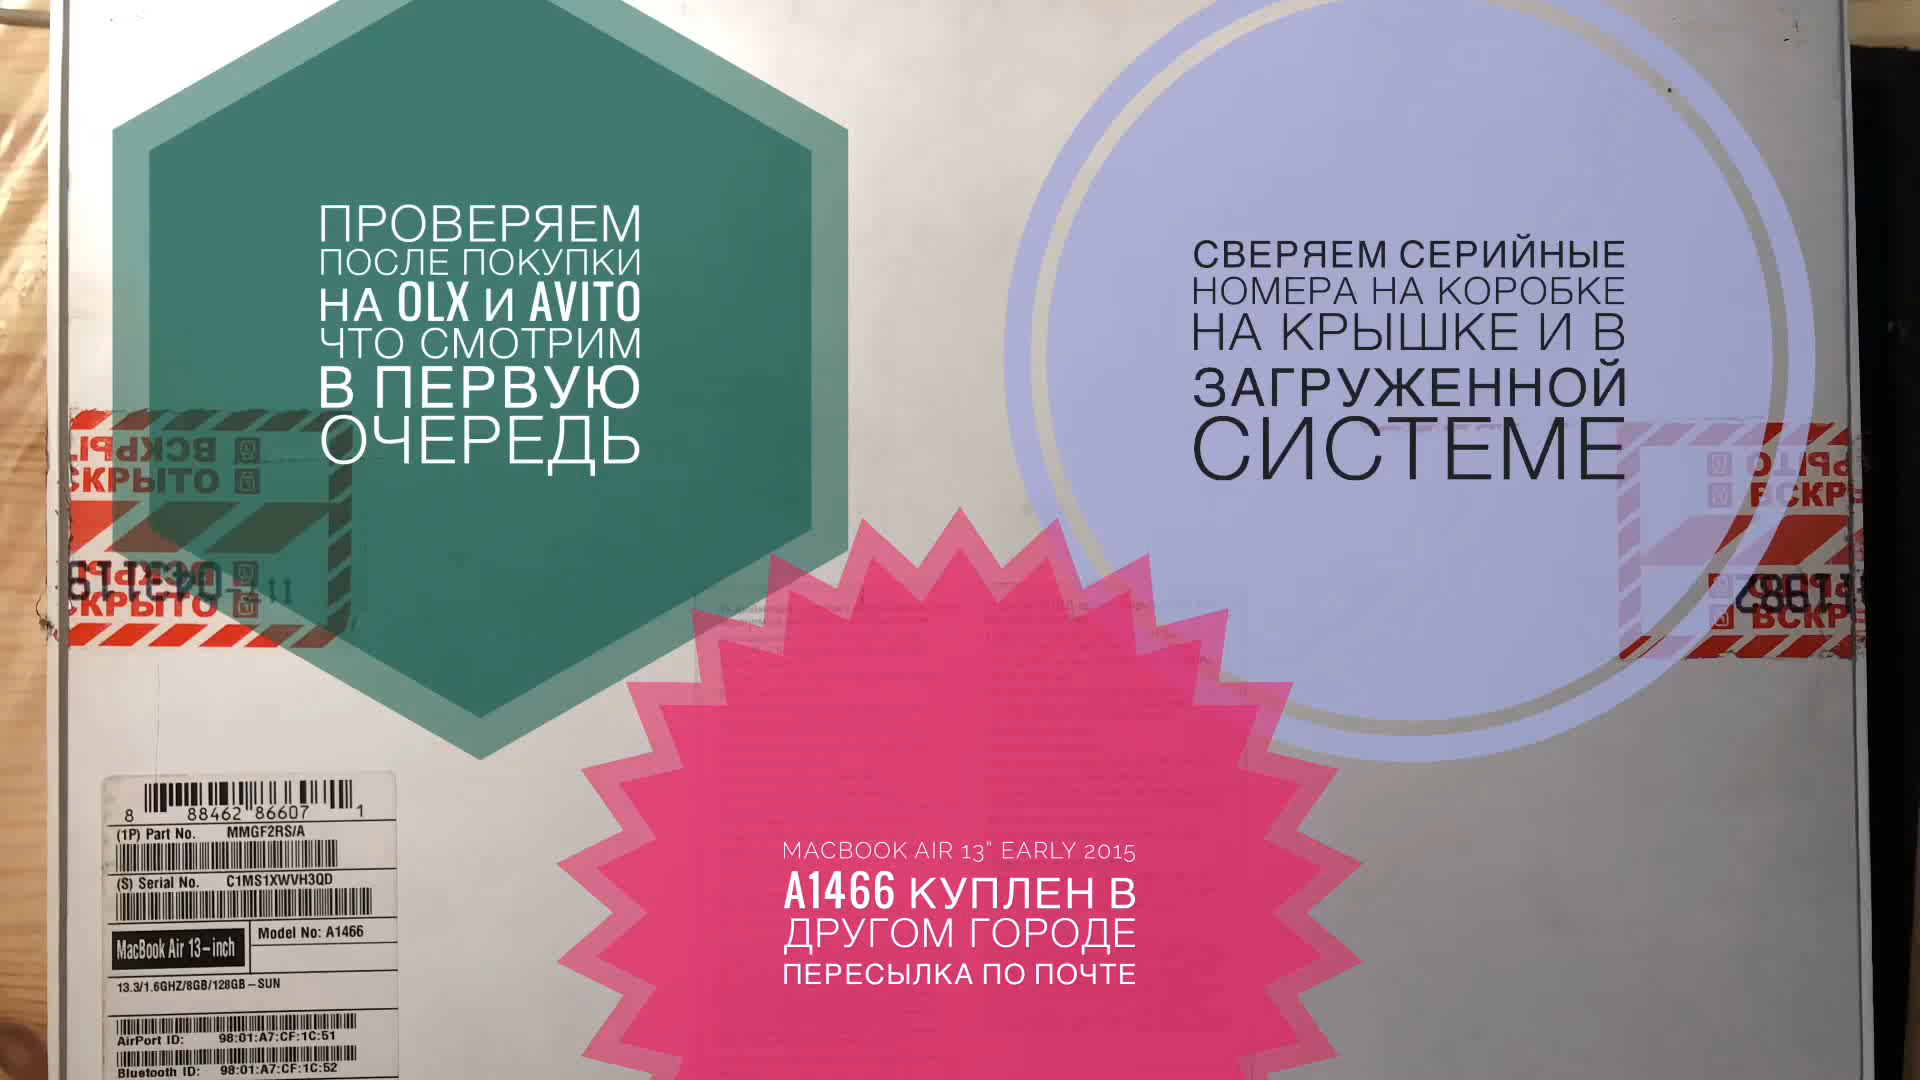 ПРОВЕРЯЕМ
ПОСЛЕ ПОКУПКИ
НА OLX И AVITO
ЧТО СМОТРИМ
В ПЕРВУЮ
ОЧЕРЕДЬ
СВЕРЯЕМ СЕРИЙНЫЕ
НОМЕРА НА КОРОБКЕ
НА КРЫШКЕ И В
ЗАГРУЖЕННОЙ
СИСТЕМЕ
MACBOOK AIR 13" EARLY 2015
A1466 КУПЛЕН В
ДРУГОМ ГОРОДЕ
ПЕРЕСЫЛКА ПО ПОЧТЕ
8 88462 86607 1
(1P) Part No. MMGF2RS/A
(S) Serial No. C1MS1XWVH3QD
MacBook Air 13-inch
Model No: A1466
13.3/1.6GHZ/8GB/128GB-SUN
AirPort ID: 98:01:A7:CF:1C:51
Bluetooth ID: 98:01:A7:CF:1C:52